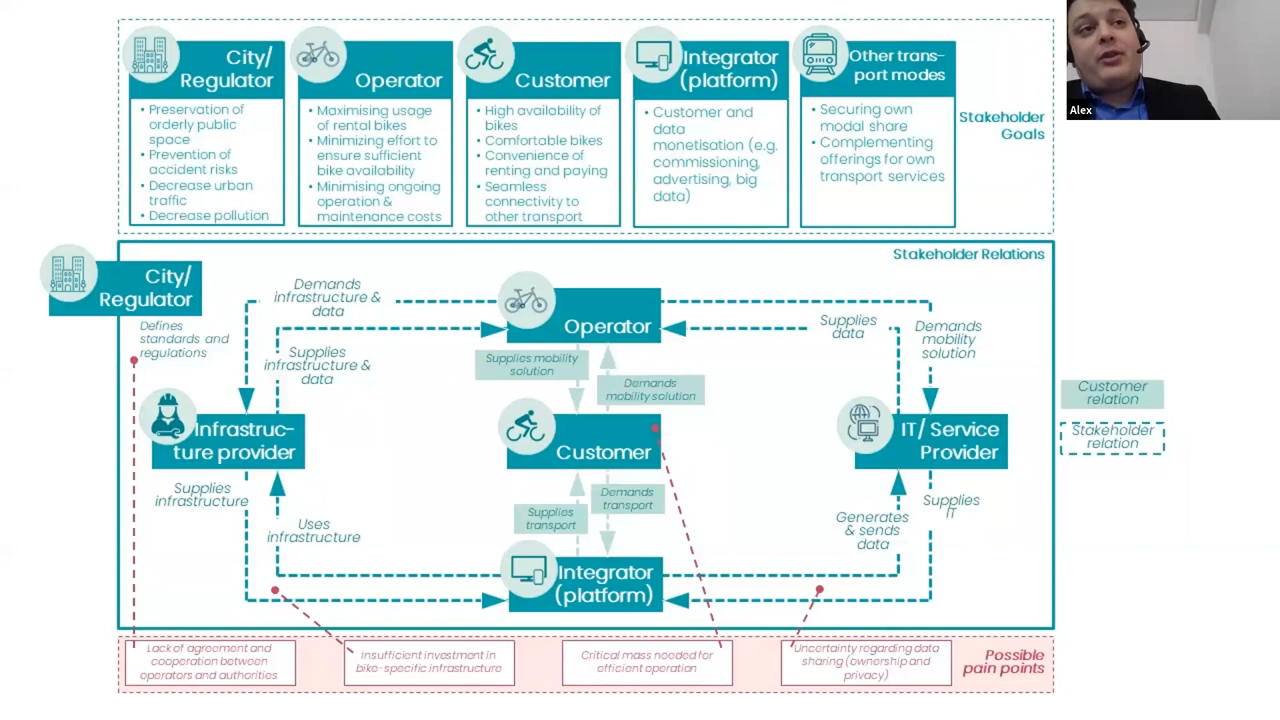 City/
Regulator
• Preservation of
orderly public
space
• Prevention of
accident risks
• Decrease urban
traffic
• Decrease pollution
Operator
• Maximising usage
of rental bikes
• Minimizing effort to
ensure sufficient
bike availability
• Minimising ongoing
operation &
maintenance costs
Customer
• High availability of
bikes
• Comfortable bikes
• Convenience of
renting and paying
• Seamless
connectivity to
other transport
Integrator
(platform)
• Customer and
data
monetisation (e.g.
commissioning,
advertising, big
data)
Other trans-
port modes
• Securing own
modal share
• Complementing
offerings for own
transport services
Stakeholder
Goals
Alex
Stakeholder Relations
City/
Regulator
Defines
standards and
regulations
Demands
infrastructure &
data
Supplies
infrastructure &
data
Operator
Supplies
data
Demands
mobility
solution
Supplies mobility
solution
Demands
mobility solution
Customer
relation
Stakeholder
relation
Infrastruc-
ture provider
Customer
IT/ Service
Provider
Supplies
infrastructure
Uses
infrastructure
Demands
transport
Supplies
transport
Generates
& sends
data
Supplies
IT
Integrator
(platform)
Lack of agreement and
cooperation between
operators and authorities
Insufficient investment in
bike-specific infrastructure
Critical mass needed for
efficient operation
Uncertainty regarding data
sharing (ownership and
privacy)
Possible
pain points